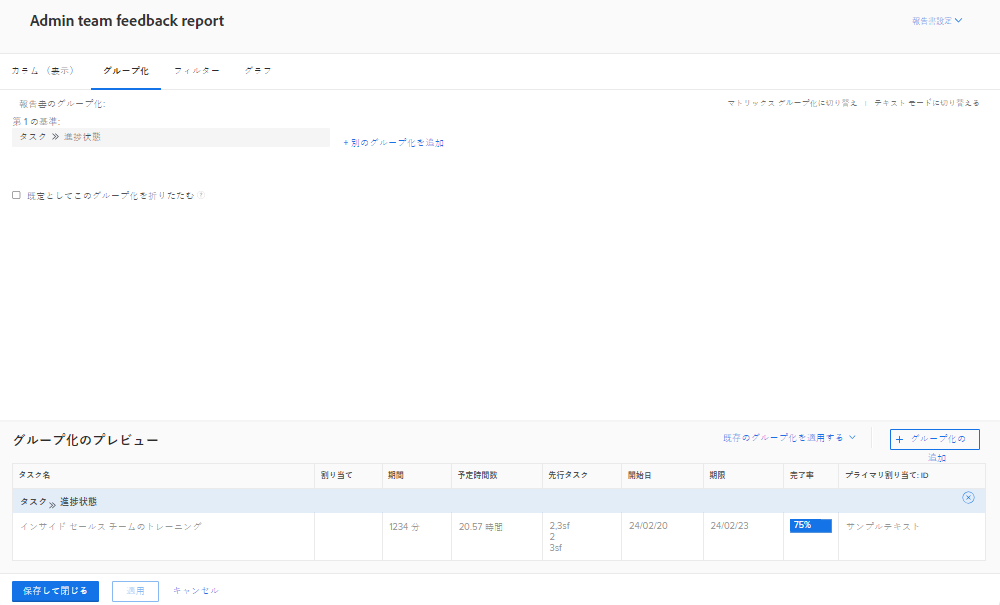 Admin team feedback report
報告書設定
カラム （表示）
グループ化
フィルター
グラフ
報告書のグループ化:
マトリックス グループ化に切り替え
テキスト モードに切り替える
第 1 の基準:
タスク ≫ 進捗状態
+ 別のグループ化を追加
既定としてこのグループ化を折りたたむ ?
グループ化のプレビュー
既存のグループ化を適用する
+ グループ化の
追加
タスク名
割り当て
期間
予定時間数
先行タスク
開始日
期限
完了率
プライマリ割り当て: ID
タスク ≫ 進捗状態
インサイド セールス チームのトレーニング
1234 分
20.57 時間
2,3sf
2
3sf
24/02/20
24/02/23
75%
サンプルテキスト
保存して閉じる
適用
キャンセル